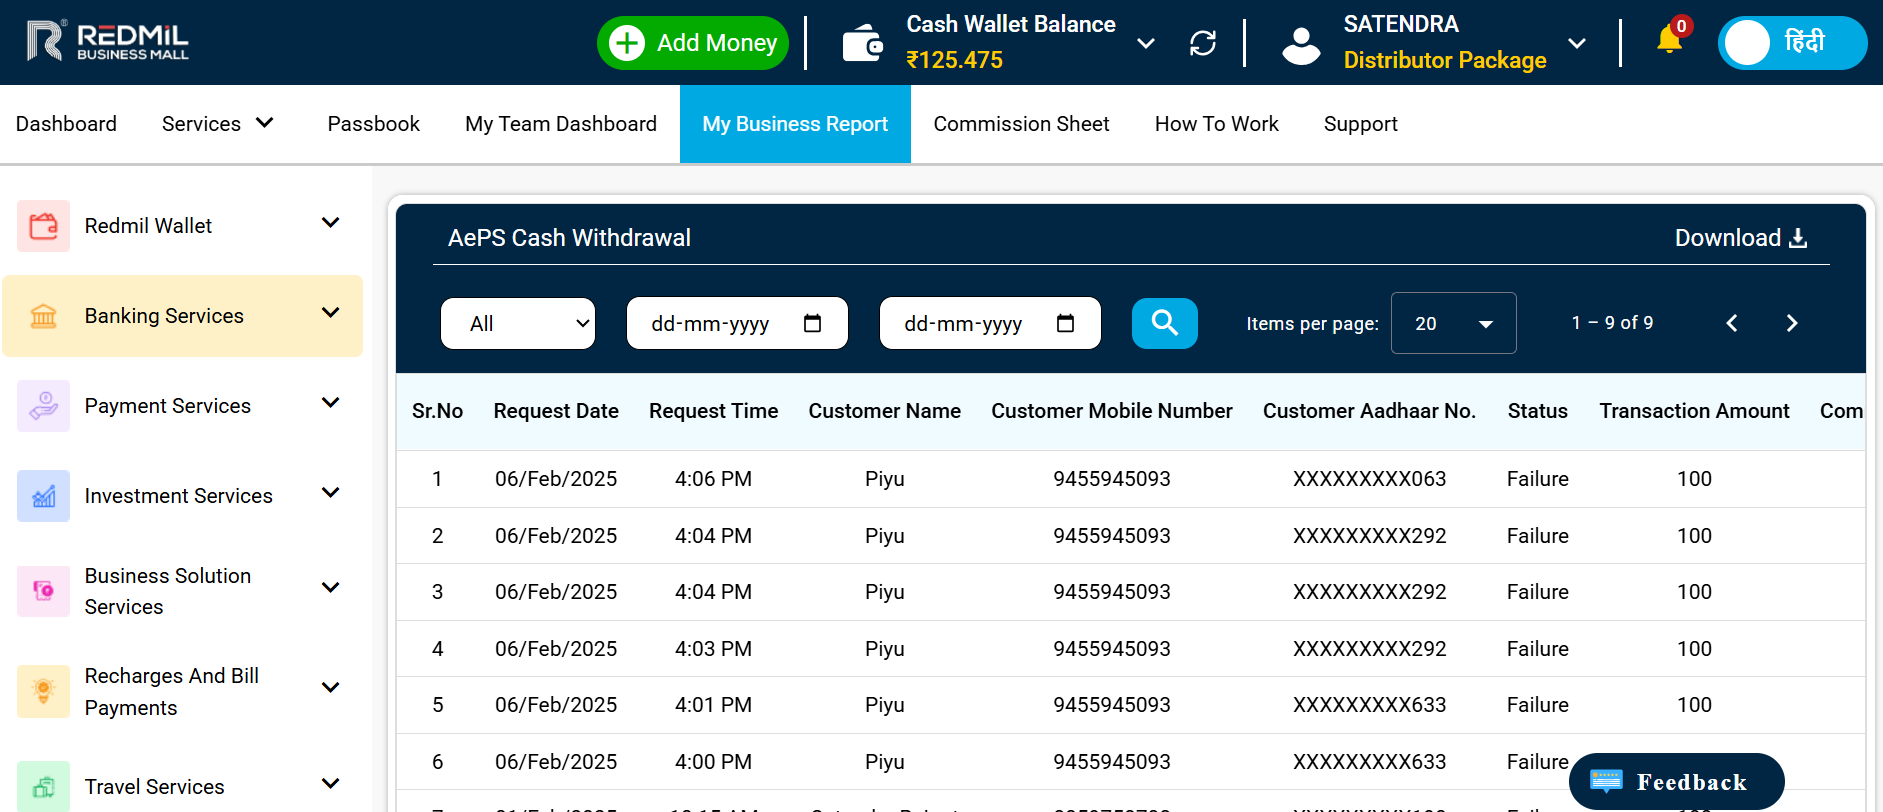 REDMIL
BUSINESS MALL
Add Money
Cash Wallet Balance
₹125.475
SATENDRA
Distributor Package
0
हिंदी
Dashboard Services Passbook My Team Dashboard My Business Report Commission Sheet How To Work Support
Redmil Wallet
Banking Services
Payment Services
Investment Services
Business Solution
Services
Recharges And Bill
Payments
Travel Services
AePS Cash Withdrawal Download
All dd-mm-yyyy dd-mm-yyyy Items per page: 20 1 – 9 of 9
Sr.No Request Date Request Time Customer Name Customer Mobile Number Customer Aadhaar No. Status Transaction Amount Com
1 06/Feb/2025 4:06 PM Piyu 9455945093 XXXXXXXXX063 Failure 100
2 06/Feb/2025 4:04 PM Piyu 9455945093 XXXXXXXXX292 Failure 100
3 06/Feb/2025 4:04 PM Piyu 9455945093 XXXXXXXXX292 Failure 100
4 06/Feb/2025 4:03 PM Piyu 9455945093 XXXXXXXXX292 Failure 100
5 06/Feb/2025 4:01 PM Piyu 9455945093 XXXXXXXXX633 Failure 100
6 06/Feb/2025 4:00 PM Piyu 9455945093 XXXXXXXXX633 Failure
Feedback